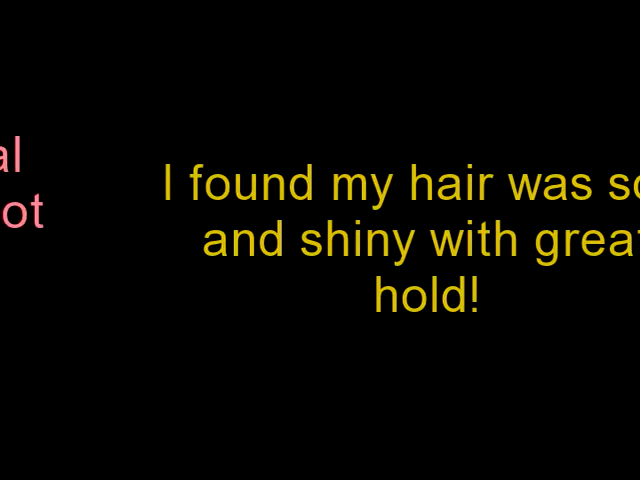 al
ot
I found my hair was so
and shiny with great
hold!